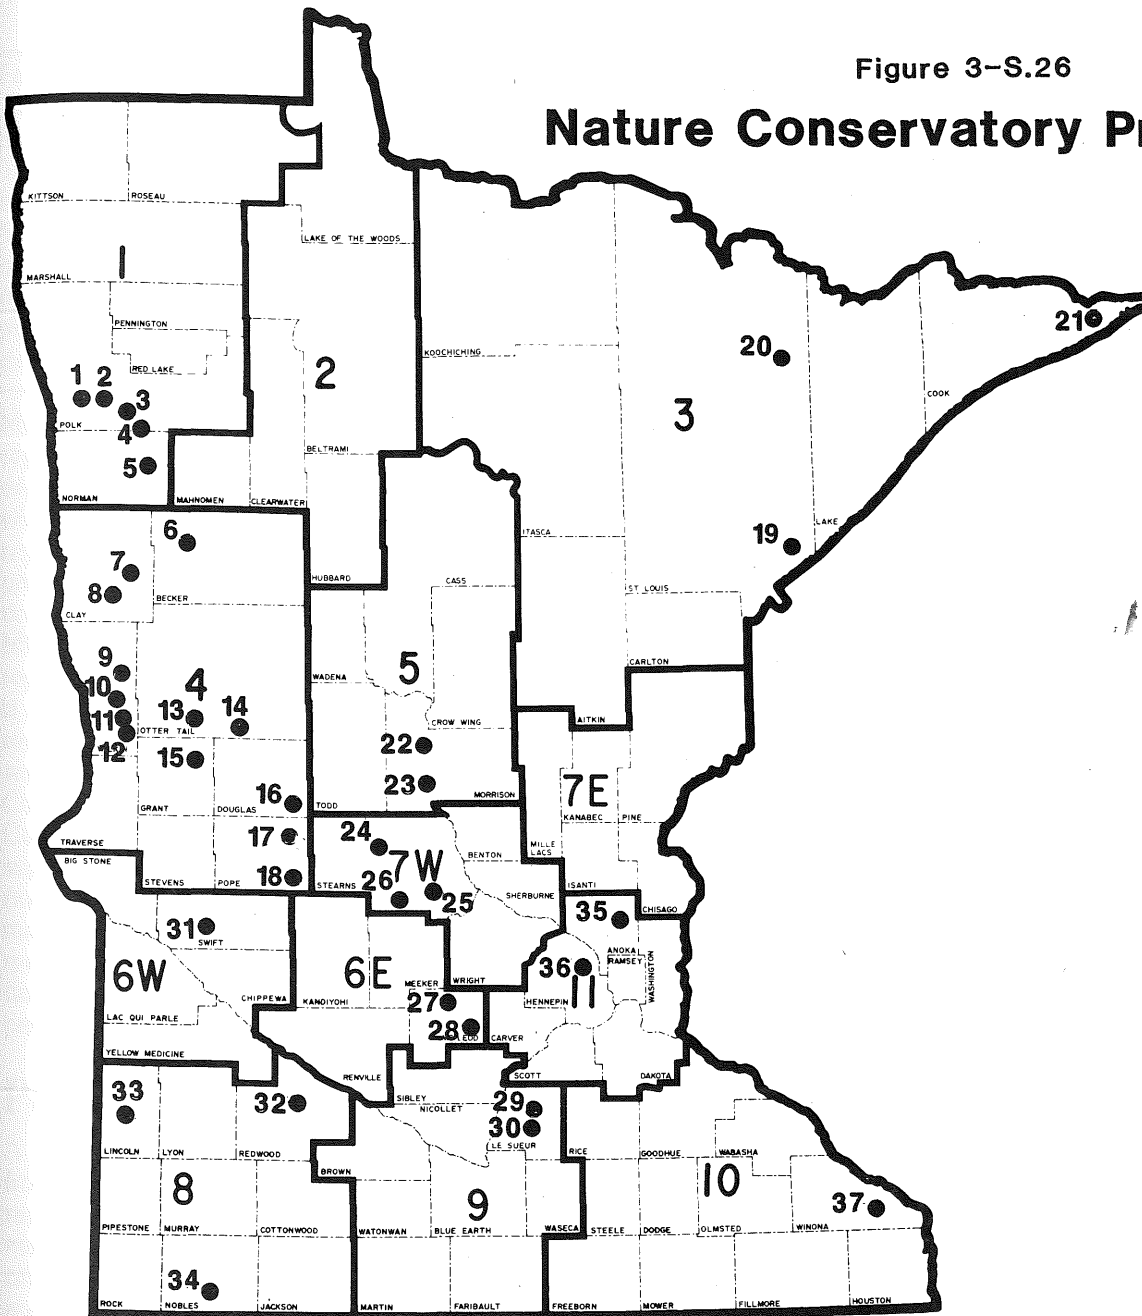 Figure 3-S.26
Nature Conservatory Pr
KITTSON
ROSEAU
LAKE OF THE WOODS
1
MARSHALL
PENNINGTON
RED LAKE
2
KOOCHICHING
20
21
1 2
3
POLK
4
3
COOK
BELTRAMI
5
NORMAN
MAHNOMEN
CLEARWATER
6
ITASCA
19
LAKE
7
8
BECKER
HUBBARD
CASS
ST LOUIS
CLAY
9
10
4
5
WADENA
CARLTON
11
13
14
OTTER TAIL
CROW WING
AITKIN
12
15
22
23
GRANT
DOUGLAS
16
TODD
MORRISON
7E
KANABEC
PINE
17
24
TRAVERSE
BIG STONE
7W
BENTON
MILLE
LACS
STEVENS
POPE
18
STEARNS
26
25
SHERBURNE
ISANTI
CHISAGO
31
SWIFT
35
ANOKA
RAMSEY
WASHINGTON
6W
6E
36
11
CHIPPEWA
KANDIYOHI
MEEKER
WRIGHT
HENNEPIN
27
LAC QUI PARLE
28
CARVER
YELLOW MEDICINE
RENVILLE
SCOTT
DAKOTA
33
32
SIBLEY
NICOLLET
29
30
LE SUEUR
LINCOLN
LYON
REDWOOD
RICE
GOODHUE
WABASHA
BROWN
8
9
10
37
PIPESTONE
MURRAY
COTTONWOOD
WATONWAN
BLUE EARTH
WASECA
STEELE
DODGE
OLMSTED
WINONA
34
ROCK
NOBLES
JACKSON
MARTIN
FARIBAULT
FREEBORN
MOWER
FILLMORE
HOUSTON